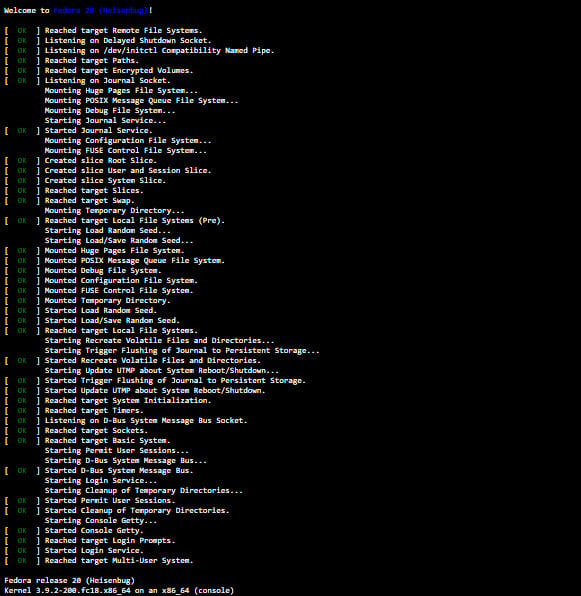 Welcome to Fedora 20 (Heisenbug)!
[  OK  ] Reached target Remote File Systems.
[  OK  ] Listening on Delayed Shutdown Socket.
[  OK  ] Listening on /dev/initctl Compatibility Named Pipe.
[  OK  ] Reached target Paths.
[  OK  ] Reached target Encrypted Volumes.
[  OK  ] Listening on Journal Socket.
Mounting Huge Pages File System...
Mounting POSIX Message Queue File System...
Mounting Debug File System...
Starting Journal Service...
[  OK  ] Started Journal Service.
Mounting Configuration File System...
Mounting FUSE Control File System...
[  OK  ] Created slice Root Slice.
[  OK  ] Created slice User and Session Slice.
[  OK  ] Created slice System Slice.
[  OK  ] Reached target Slices.
[  OK  ] Reached target Swap.
Mounting Temporary Directory...
[  OK  ] Reached target Local File Systems (Pre).
Starting Load Random Seed...
Starting Load/Save Random Seed...
[  OK  ] Mounted Huge Pages File System.
[  OK  ] Mounted POSIX Message Queue File System.
[  OK  ] Mounted Debug File System.
[  OK  ] Mounted Configuration File System.
[  OK  ] Mounted FUSE Control File System.
[  OK  ] Mounted Temporary Directory.
[  OK  ] Started Load Random Seed.
[  OK  ] Started Load/Save Random Seed.
[  OK  ] Reached target Local File Systems.
Starting Recreate Volatile Files and Directories...
Starting Trigger Flushing of Journal to Persistent Storage...
[  OK  ] Started Recreate Volatile Files and Directories.
Starting Update UTMP about System Reboot/Shutdown...
[  OK  ] Started Trigger Flushing of Journal to Persistent Storage.
[  OK  ] Started Update UTMP about System Reboot/Shutdown.
[  OK  ] Reached target System Initialization.
[  OK  ] Reached target Timers.
[  OK  ] Listening on D-Bus System Message Bus Socket.
[  OK  ] Reached target Sockets.
[  OK  ] Reached target Basic System.
Starting Permit User Sessions...
Starting D-Bus System Message Bus...
[  OK  ] Started D-Bus System Message Bus.
Starting Login Service...
Starting Cleanup of Temporary Directories...
[  OK  ] Started Permit User Sessions.
[  OK  ] Started Cleanup of Temporary Directories.
Starting Console Getty...
[  OK  ] Started Console Getty.
[  OK  ] Reached target Login Prompts.
[  OK  ] Started Login Service.
[  OK  ] Reached target Multi-User System.
Fedora release 20 (Heisenbug)
Kernel 3.9.2-200.fc18.x86_64 on an x86_64 (console)